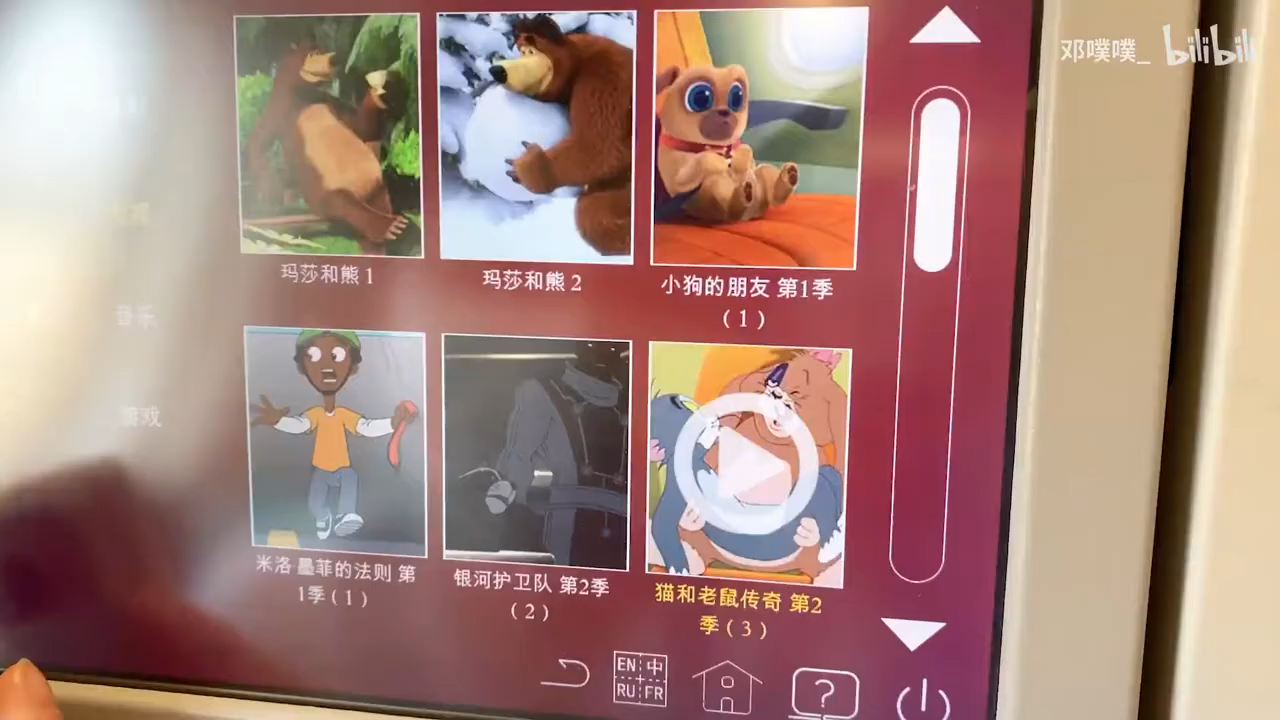 邓噗噗_ bilibili
玛莎和熊 1
玛莎和熊 2
小狗的朋友 第1季
(1)
音乐
游戏
米洛 墨菲的法则 第
1季(1)
银河护卫队 第2季
(2)
猫和老鼠传奇 第2
季(3)
EN 中
RU FR
?